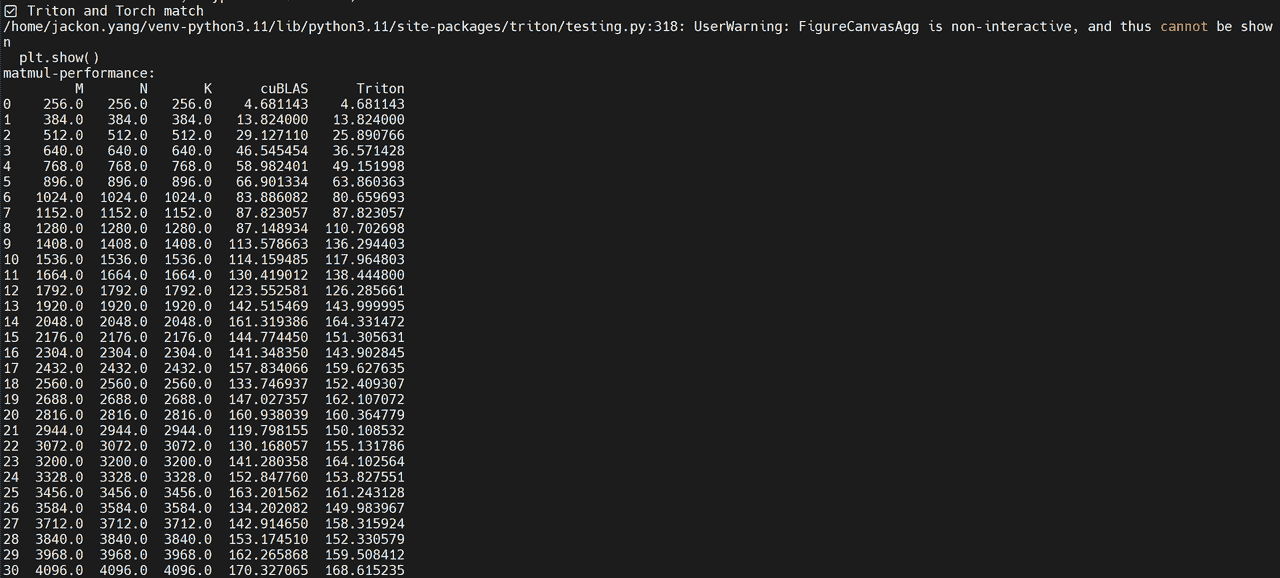 ☑ Triton and Torch match
/home/jackon.yang/venv-python3.11/lib/python3.11/site-packages/triton/testing.py:318: UserWarning: FigureCanvasAgg is non-interactive, and thus cannot be show
n
  plt.show()
matmul-performance:
         M       N       K      cuBLAS      Triton
0    256.0   256.0   256.0    4.681143    4.681143
1    384.0   384.0   384.0   13.824000   13.824000
2    512.0   512.0   512.0   29.127110   25.890766
3    640.0   640.0   640.0   46.545454   36.571428
4    768.0   768.0   768.0   58.982401   49.151998
5    896.0   896.0   896.0   66.901334   63.860363
6   1024.0  1024.0  1024.0   83.886082   80.659693
7   1152.0  1152.0  1152.0   87.823057   87.823057
8   1280.0  1280.0  1280.0   87.148934  110.702698
9   1408.0  1408.0  1408.0  113.578663  136.294403
10  1536.0  1536.0  1536.0  114.159485  117.964803
11  1664.0  1664.0  1664.0  130.419012  138.444800
12  1792.0  1792.0  1792.0  123.552581  126.285661
13  1920.0  1920.0  1920.0  142.515469  143.999995
14  2048.0  2048.0  2048.0  161.319386  164.331472
15  2176.0  2176.0  2176.0  144.774450  151.305631
16  2304.0  2304.0  2304.0  141.348350  143.902845
17  2432.0  2432.0  2432.0  157.834066  159.627635
18  2560.0  2560.0  2560.0  133.746937  152.409307
19  2688.0  2688.0  2688.0  147.027357  162.107072
20  2816.0  2816.0  2816.0  160.938039  160.364779
21  2944.0  2944.0  2944.0  119.798155  150.108532
22  3072.0  3072.0  3072.0  130.168057  155.131786
23  3200.0  3200.0  3200.0  141.280358  164.102564
24  3328.0  3328.0  3328.0  152.847760  153.827551
25  3456.0  3456.0  3456.0  163.201562  161.243128
26  3584.0  3584.0  3584.0  134.202082  149.983967
27  3712.0  3712.0  3712.0  142.914650  158.315924
28  3840.0  3840.0  3840.0  153.174510  152.330579
29  3968.0  3968.0  3968.0  162.265868  159.508412
30  4096.0  4096.0  4096.0  170.327065  168.615235